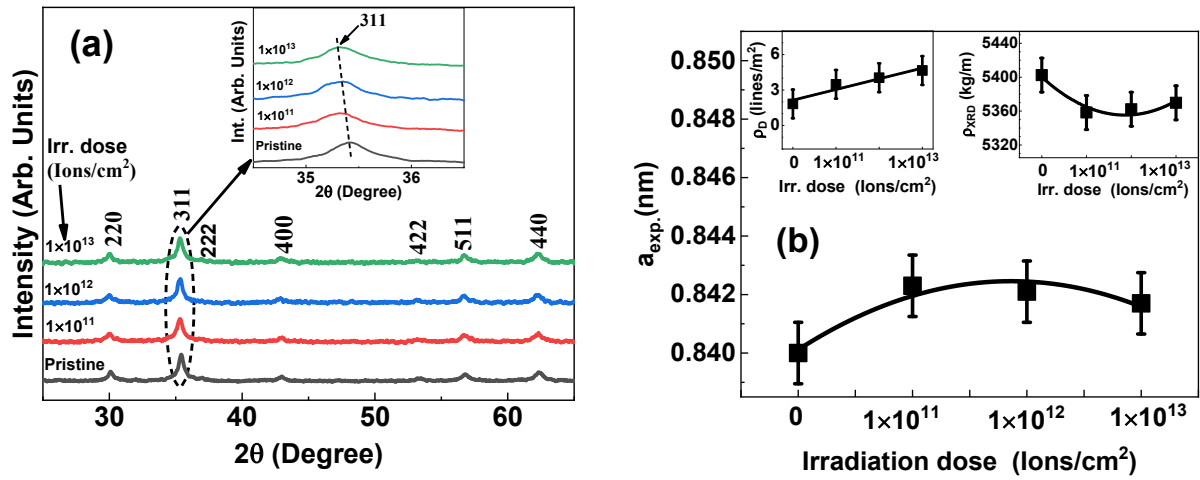 (a)
Intensity (Arb. Units)
Irr. dose
(Ions/cm²)
1×10¹³
1×10¹²
1×10¹¹
Pristine
220
311
222
400
422
511
440
30
40
50
60
2θ (Degree)
Int. (Arb. Units)
1×10¹³
1×10¹²
1×10¹¹
Pristine
311
35
36
2θ (Degree)
(b)
a_exp.(nm)
0.850
0.848
0.846
0.844
0.842
0.840
0
1×10¹¹
1×10¹²
1×10¹³
Irradiation dose (Ions/cm²)
ρ_D (lines/m²)
6
3
0
0
1×10¹¹
1×10¹³
Irr. dose (Ions/cm²)
ρ_XRD (kg/m)
5440
5400
5360
5320
0
1×10¹¹
1×10¹³
Irr. dose (Ions/cm²)